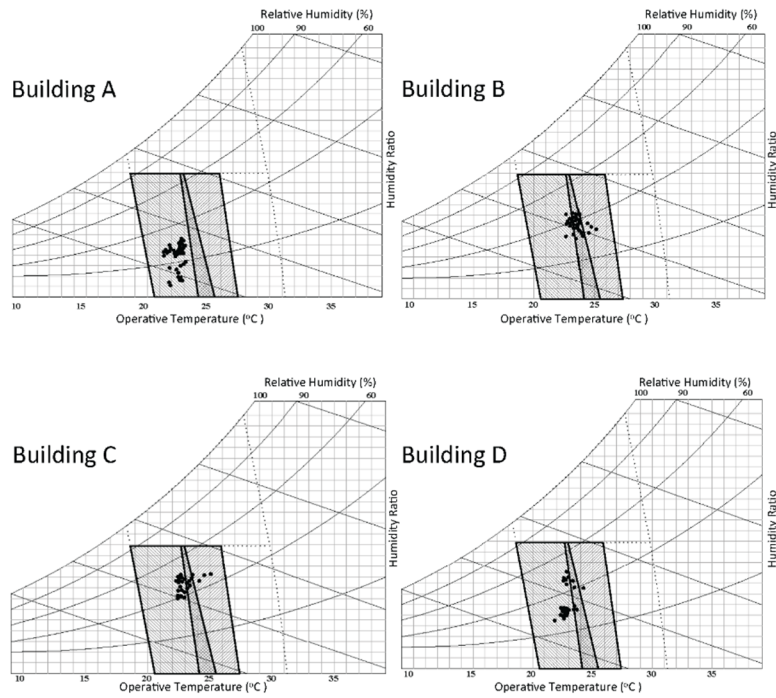 Relative Humidity (%)
100 90 60
Building A
Humidity Ratio
10 15 20 25 30 35
Operative Temperature (°C )
Relative Humidity (%)
100 90 60
Building B
Humidity Ratio
10 15 20 25 30 35
Operative Temperature (°C )
Relative Humidity (%)
100 90 60
Building C
Humidity Ratio
10 15 20 25 30 35
Operative Temperature (°C )
Relative Humidity (%)
100 90 60
Building D
Humidity Ratio
10 15 20 25 30 35
Operative Temperature (°C )